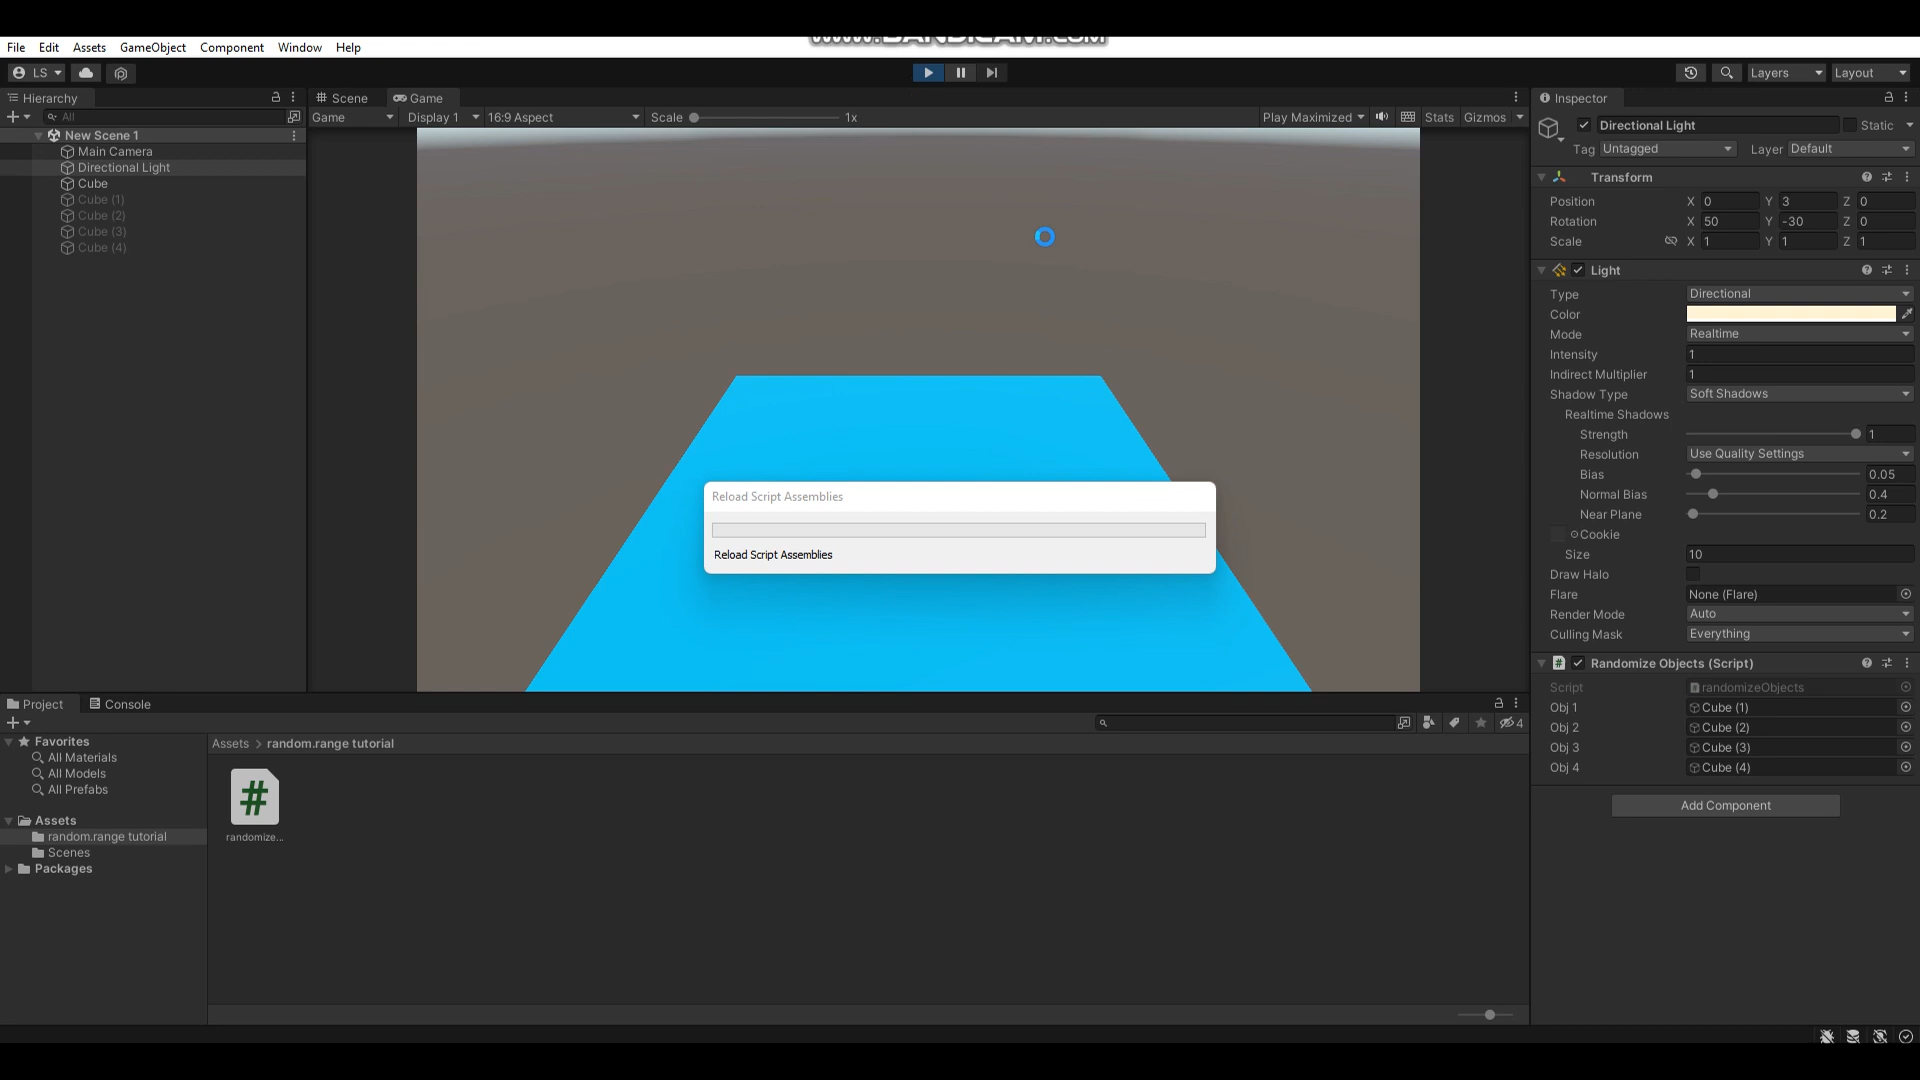 www.BANDICAM.com
File Edit Assets GameObject Component Window Help
LS Layers Layout
Hierarchy
All
New Scene 1
Main Camera
Directional Light
Cube
Cube (1)
Cube (2)
Cube (3)
Cube (4)
Scene Game
Game Display 1 16:9 Aspect Scale 1x Play Maximized Stats Gizmos
Reload Script Assemblies
Reload Script Assemblies
Inspector
Directional Light Static
Tag Untagged Layer Default
Transform
Position X 0 Y 3 Z 0
Rotation X 50 Y -30 Z 0
Scale X 1 Y 1 Z 1
Light
Type Directional
Color
Mode Realtime
Intensity 1
Indirect Multiplier 1
Shadow Type Soft Shadows
Realtime Shadows
Strength 1
Resolution Use Quality Settings
Bias 0.05
Normal Bias 0.4
Near Plane 0.2
Cookie
Size 10
Draw Halo
Flare None (Flare)
Render Mode Auto
Culling Mask Everything
# Randomize Objects (Script)
Script randomizeObjects
Obj 1 Cube (1)
Obj 2 Cube (2)
Obj 3 Cube (3)
Obj 4 Cube (4)
Add Component
Project Console
4
Favorites
All Materials
All Models
All Prefabs
Assets
random.range tutorial
Scenes
Packages
Assets > random.range tutorial
#
randomize...